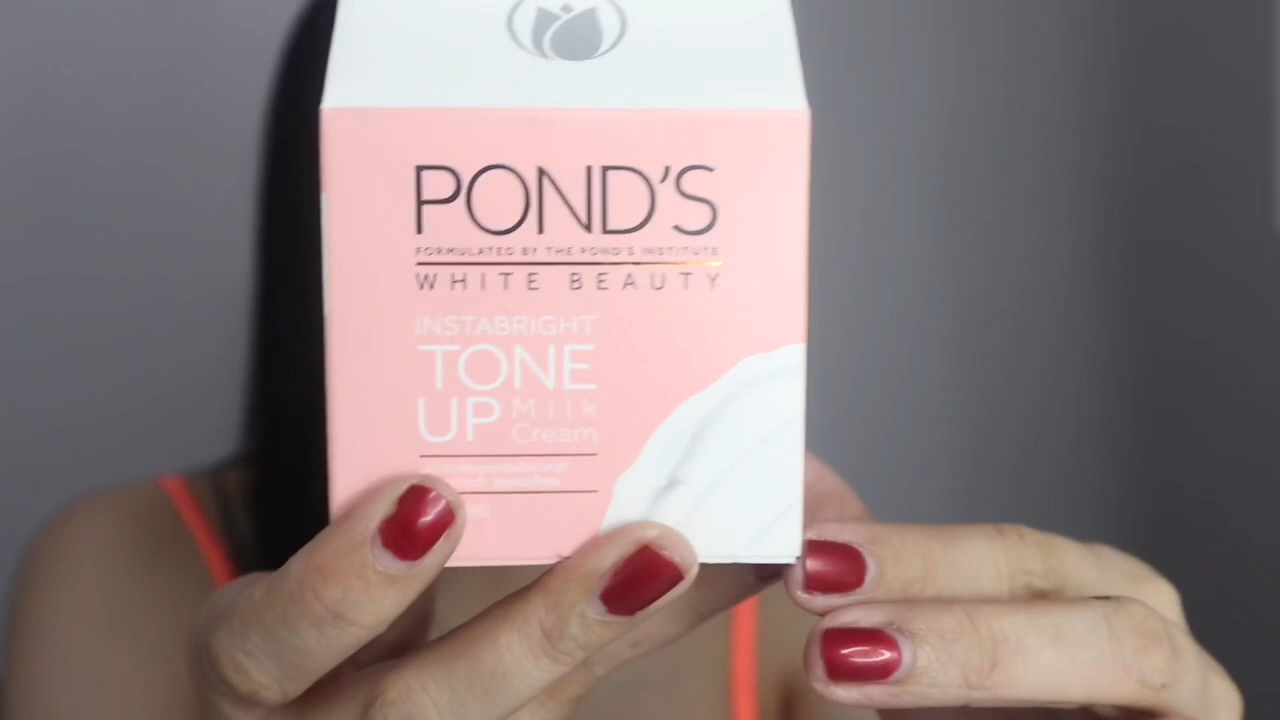 POND'S
FORMULATED BY THE POND'S INSTITUTE
WHITE BEAUTY
INSTABRIGHT
TONE
UP Milk
Cream